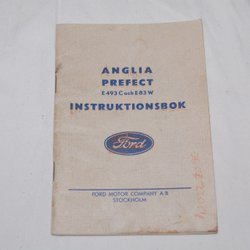 ANGLIA
PREFECT
E 493 C och E 83 W
INSTRUKTIONSBOK
Ford
FORD MOTOR COMPANY A/B
STOCKHOLM